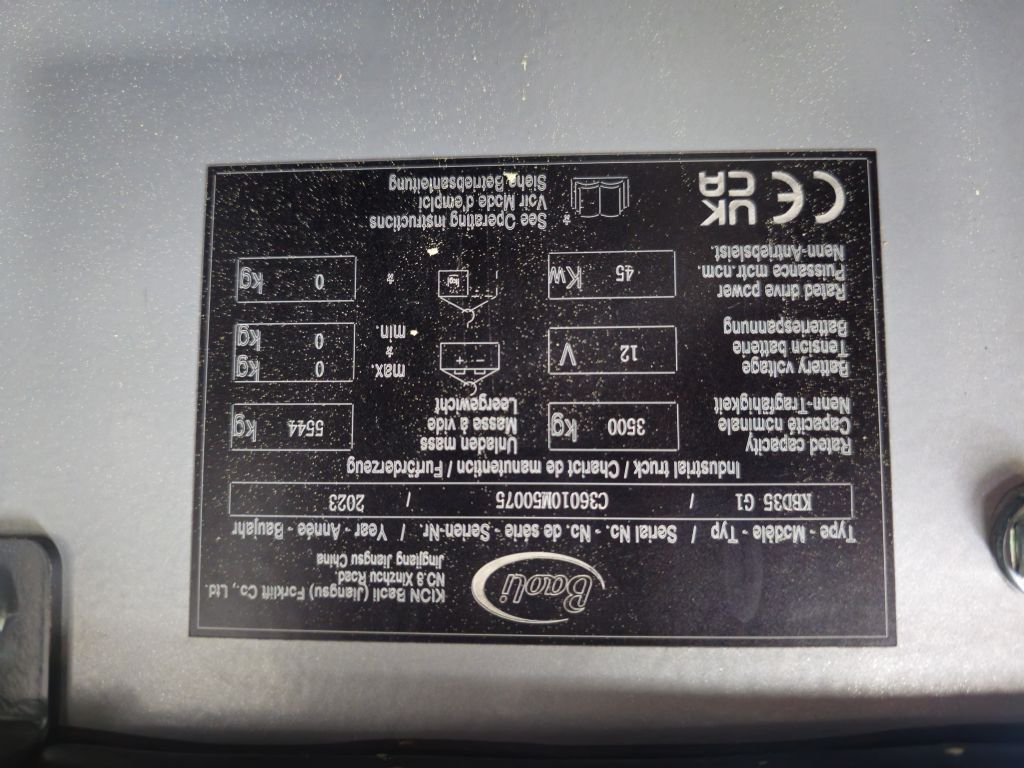 Baoli
KION Baoli (Jiangsu) Forklift Co., Ltd.
NO.8 Xinzhou Road.
Jingjiang Jiangsu China
Type - Modèle - Typ / Serial No. - No. de série - Serien-Nr / Year - Année - Baujahr
KBD35 G1 / C36010M50075 / 2023
Industrial truck / Chariot de manutention / Furförderzeug
Rated capacity
Capacité nominale
Nenn-Tragfähigkeit
3500 kg
Unladen mass
Masse à vide
Leergewicht
5544 kg
Battery voltage
Tension batterie
Batteriespannung
12 V
max. * 0 kg
min. * 0 kg
Rated drive power
Puissance motr.nom.
Nenn-Antriebsleist.
45 Kw
kg
* 0 kg
CE UK CA
* See Operating instructions
Voir Mode d'emploi
Siehe Betriebsanleitung